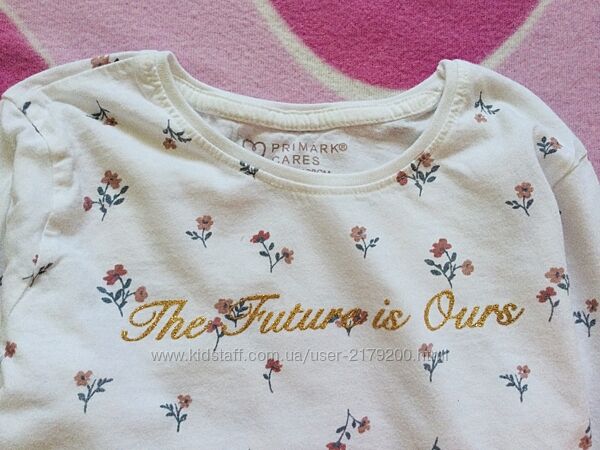 PRIMARK®
CARES
The Future is Ours
www.kidstaff.com.ua/user-2179200.html